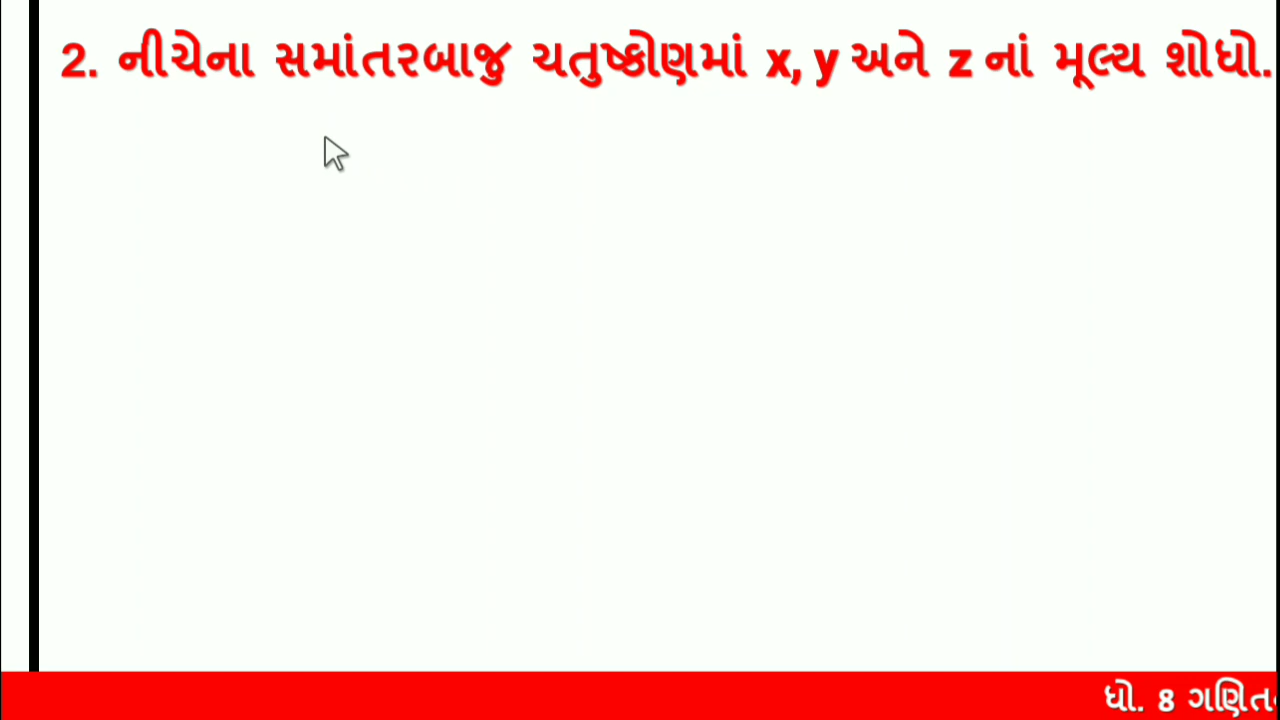 2. નીચેના સમાંતરબાજુ ચતુષ્કોણમાં x, y અને z નાં મૂલ્ય શોધો.
ધો. 8 ગણિત